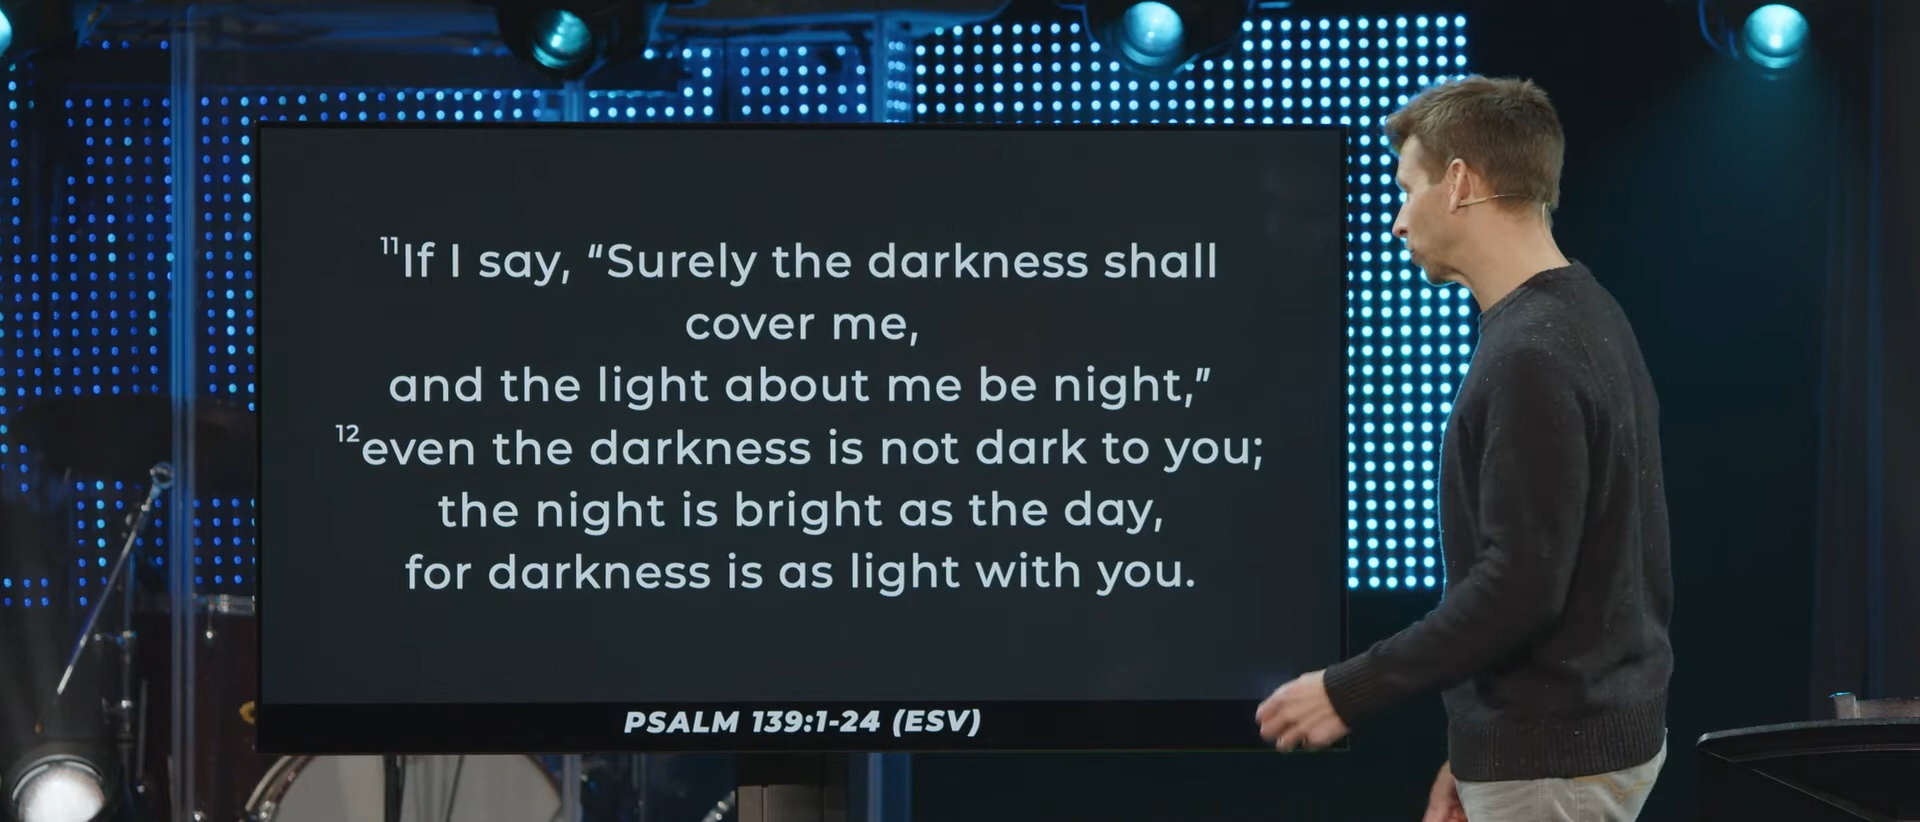 ¹¹If I say, “Surely the darkness shall
cover me,
and the light about me be night,”
¹²even the darkness is not dark to you;
the night is bright as the day,
for darkness is as light with you.
PSALM 139:1-24 (ESV)